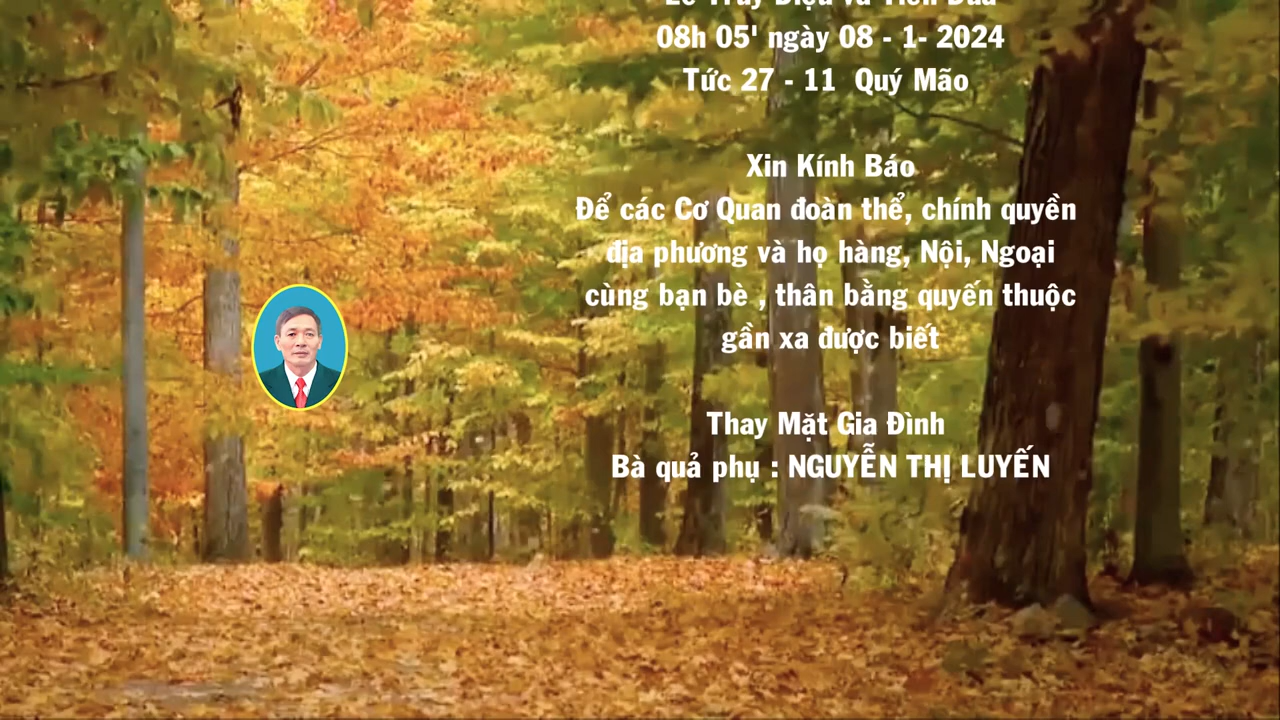 08h 05' ngày 08 - 1- 2024
Tức 27 - 11 Quý Mão
Xin Kính Báo
Để các Cơ Quan đoàn thể, chính quyền
địa phương và họ hàng, Nội, Ngoại
cùng bạn bè , thân bằng quyến thuộc
gần xa được biết
Thay Mặt Gia Đình
Bà quả phụ : NGUYỄN THỊ LUYẾN